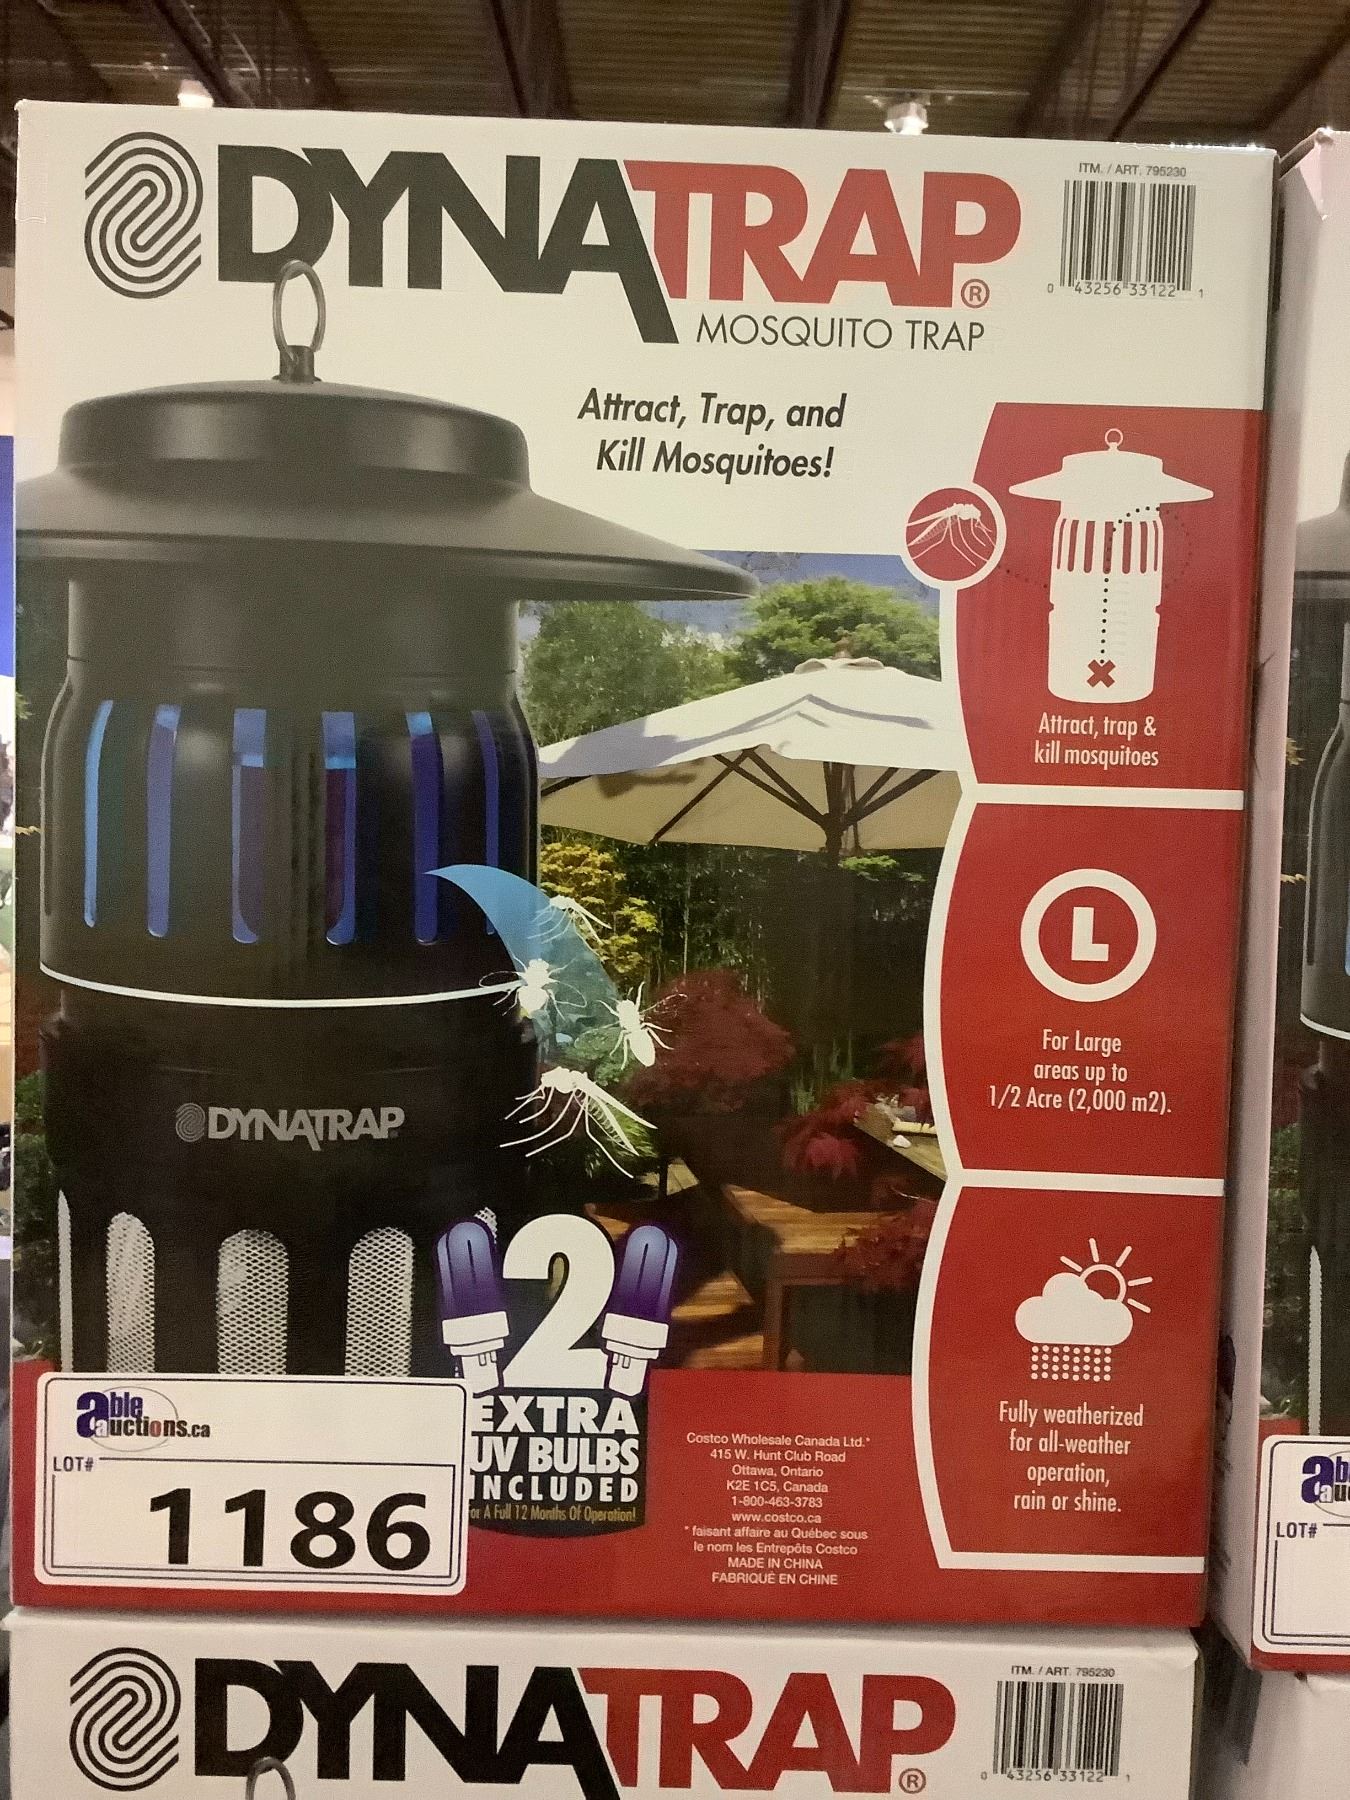 DYNATRAP®
MOSQUITO TRAP
ITM. / ART. 795230
0 43256 33122 1
Attract, Trap, and
Kill Mosquitoes!
Attract, trap &
kill mosquitoes
L
For Large
areas up to
1/2 Acre (2,000 m2).
DYNATRAP
2
EXTRA
UV BULBS
INCLUDED
A Full 12 Months Of Operation!
Fully weatherized
for all-weather
operation,
rain or shine.
Costco Wholesale Canada Ltd.*
415 W. Hunt Club Road
Ottawa, Ontario
K2E 1C5, Canada
1-800-463-3783
www.costco.ca
* faisant affaire au Québec sous
le nom les Entrepôts Costco
MADE IN CHINA
FABRIQUÉ EN CHINE
able
auctions.ca
LOT#
1186
LOT#
DYNATRAP®
ITM. / ART. 795230
0 43256 33122 1